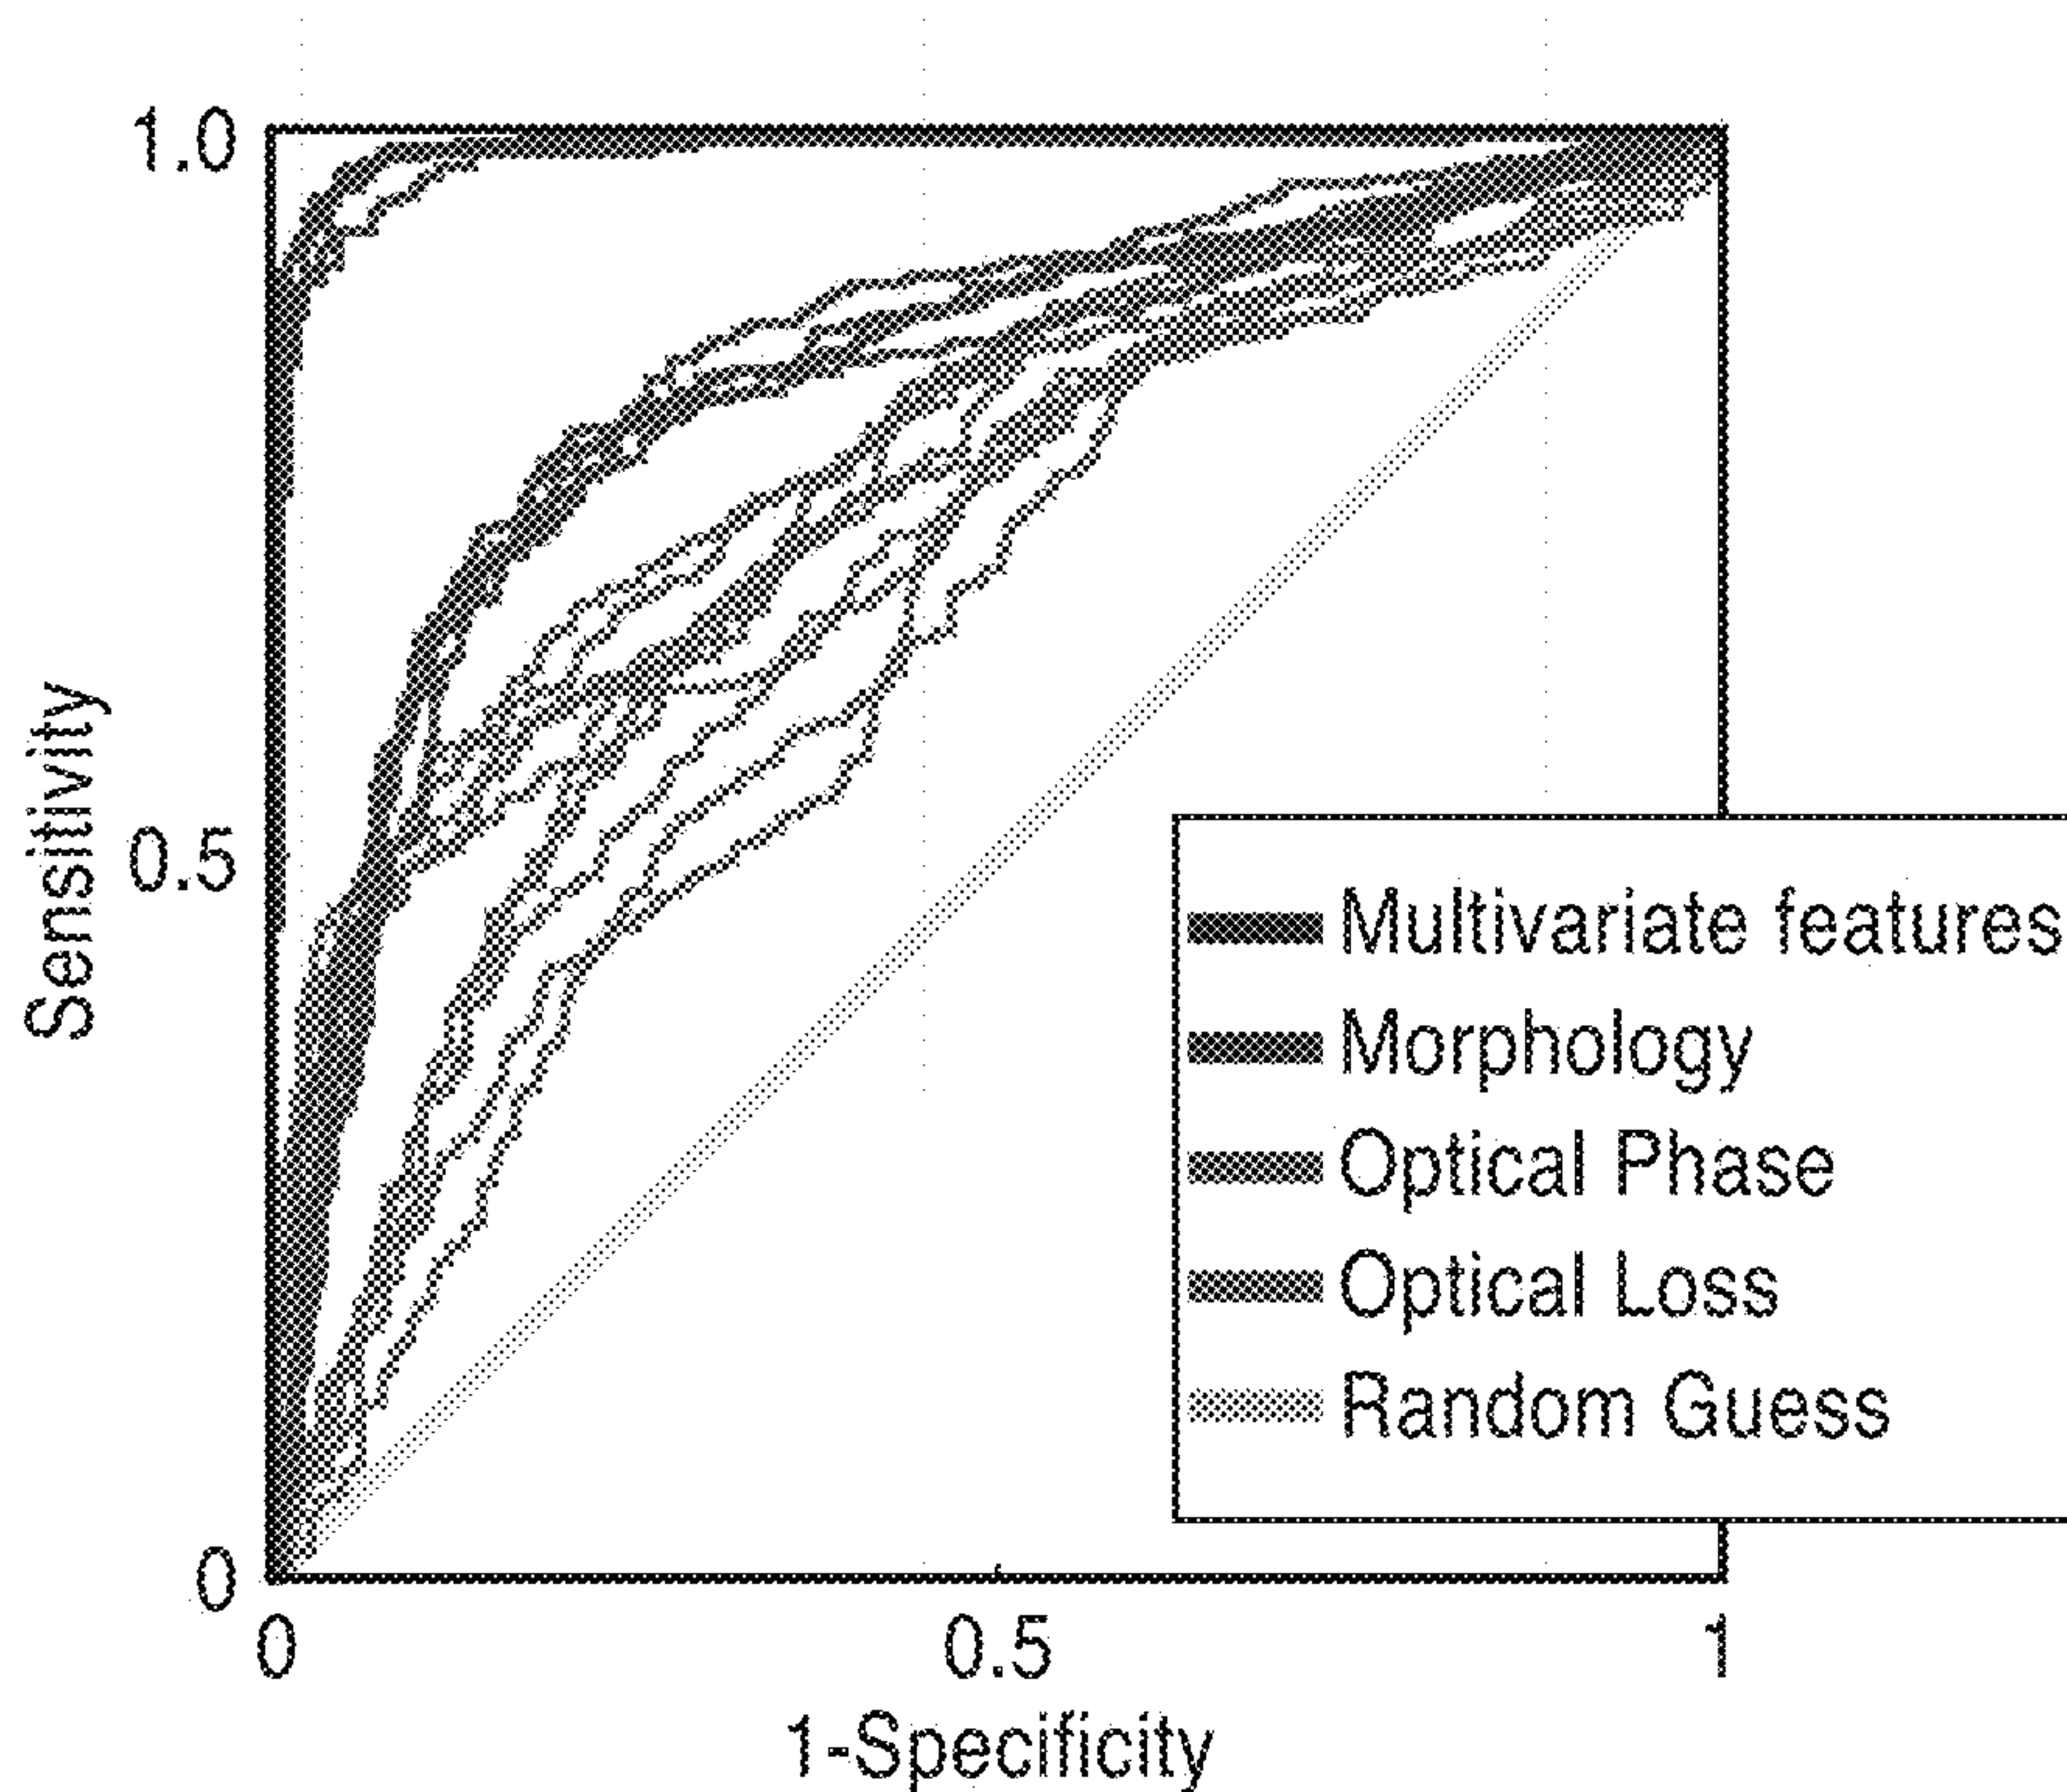 1.0
0.5
0
Sensitivity
0
0.5
1
1-Specificity
Multivariate features
Morphology
Optical Phase
Optical Loss
Random Guess